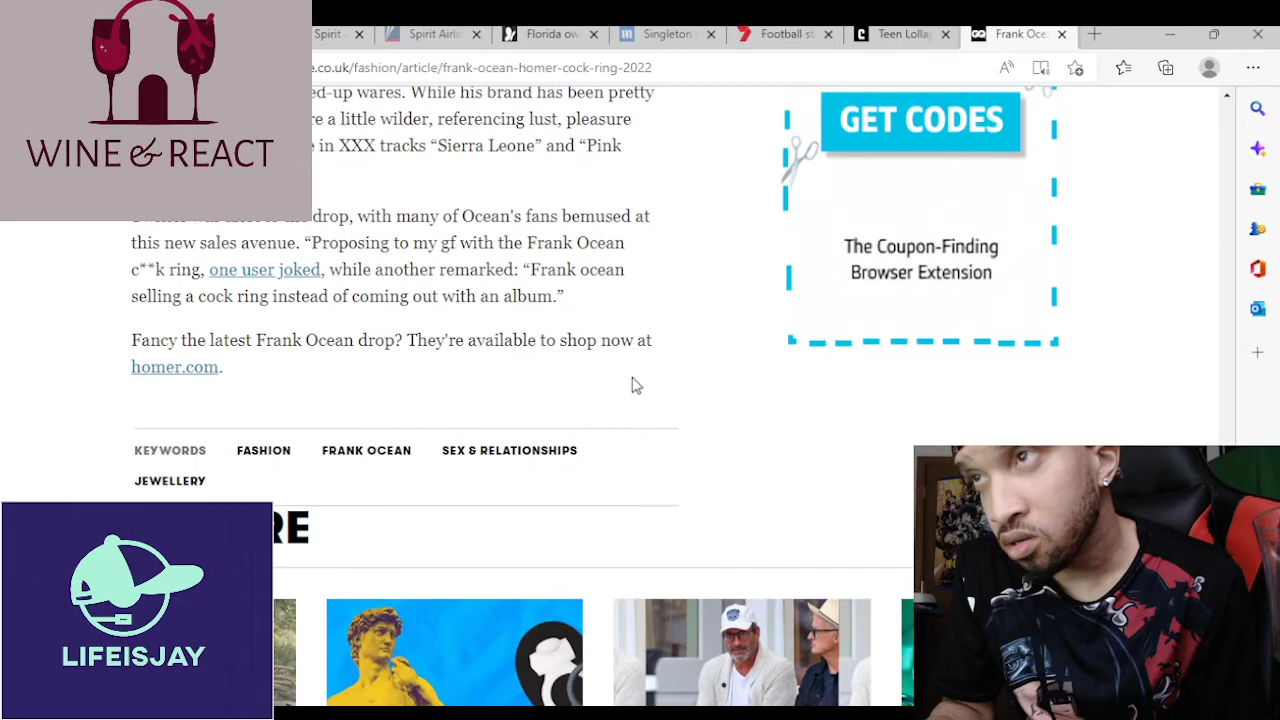 WINE & REACT
Spirit
Spirit Airli
Florida ow
Singleton
Football st
Teen Lolla
GQ
Frank Oce
e.co.uk/fashion/article/frank-ocean-homer-cock-ring-2022
ed-up wares. While his brand has been pretty
e a little wilder, referencing lust, pleasure
e in XXX tracks “Sierra Leone” and “Pink
drop, with many of Ocean's fans bemused at
this new sales avenue. “Proposing to my gf with the Frank Ocean
c**k ring, one user joked, while another remarked: “Frank ocean
selling a cock ring instead of coming out with an album.”
Fancy the latest Frank Ocean drop? They're available to shop now at
homer.com.
GET CODES
The Coupon-Finding
Browser Extension
KEYWORDS FASHION FRANK OCEAN SEX & RELATIONSHIPS
JEWELLERY
RE
LIFEISJAY